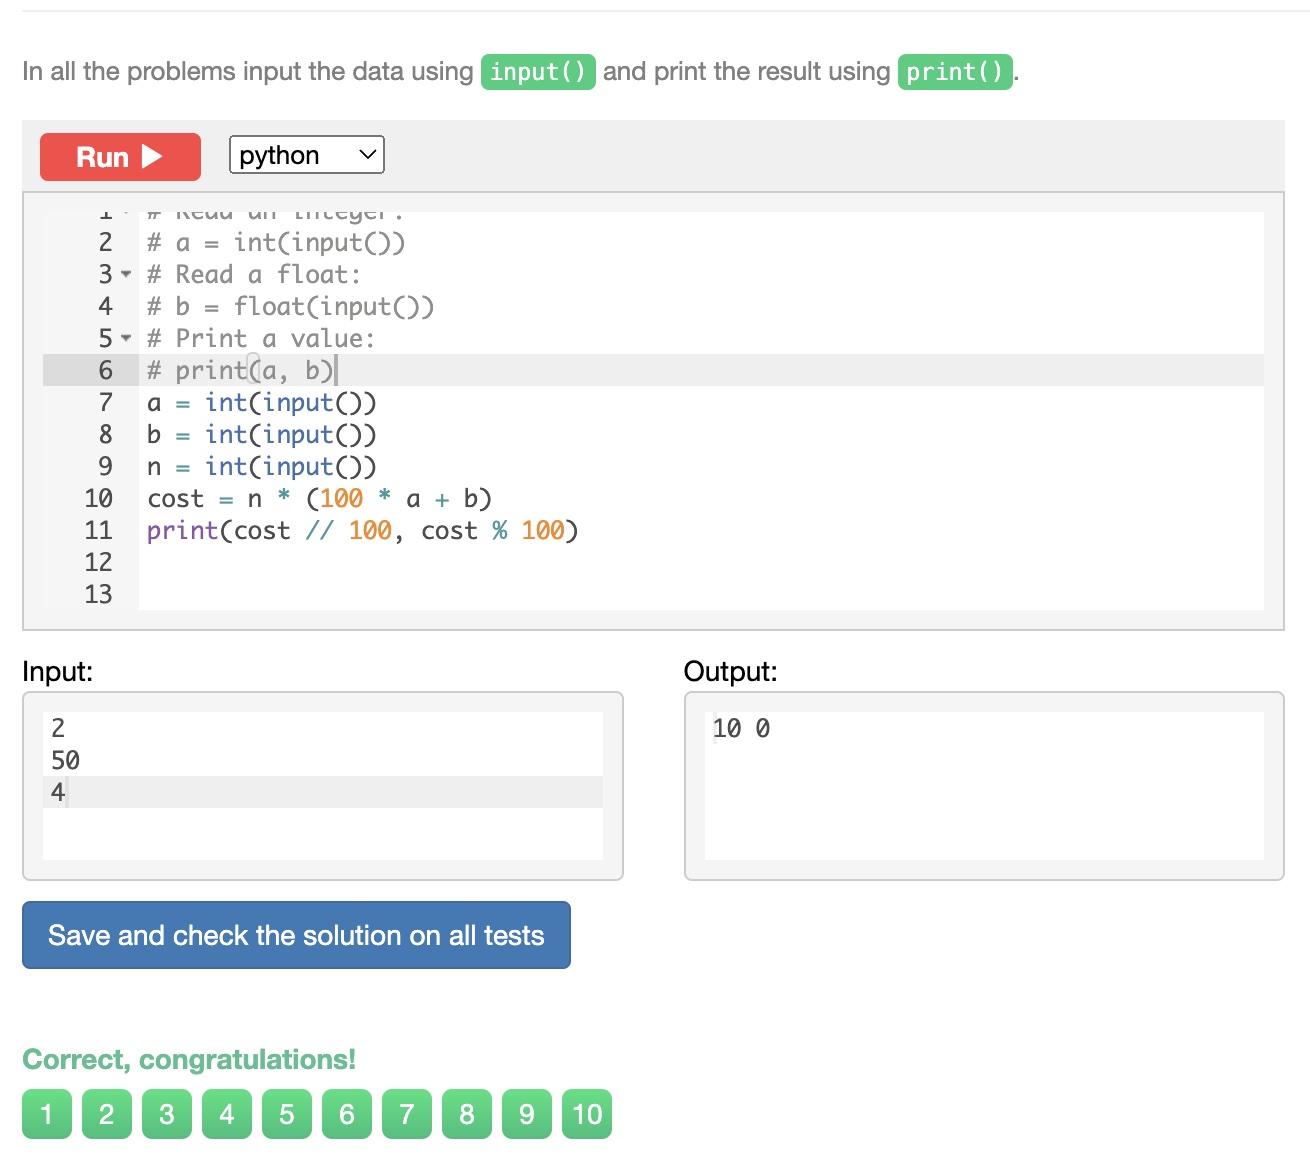 In all the problems input the data using input() and print the result using print().
Run
python
1 # Read an integer:
2 # a = int(input())
3 # Read a float:
4 # b = float(input())
5 # Print a value:
6 # print(a, b)
7 a = int(input())
8 b = int(input())
9 n = int(input())
10 cost = n * (100 * a + b)
11 print(cost // 100, cost % 100)
12
13
Input:
Output:
2
10 0
50
4
Save and check the solution on all tests
Correct, congratulations!
1 2 3 4 5 6 7 8 9 10